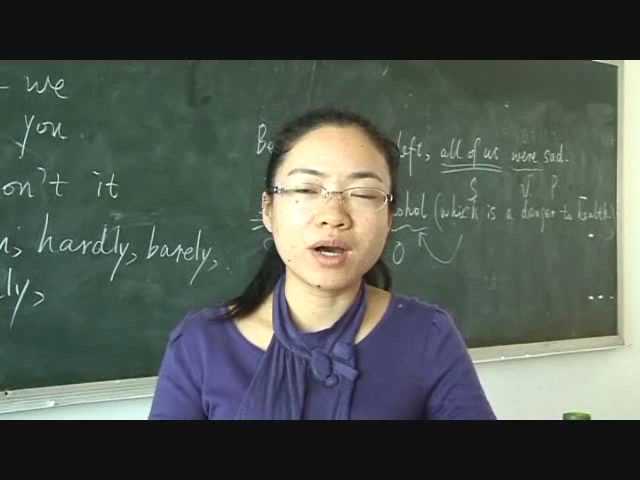 we
you
on't it
hardly, barely,
ly,
Be left, all of us were sad.
S V P
cohol (which is a danger to health)
O